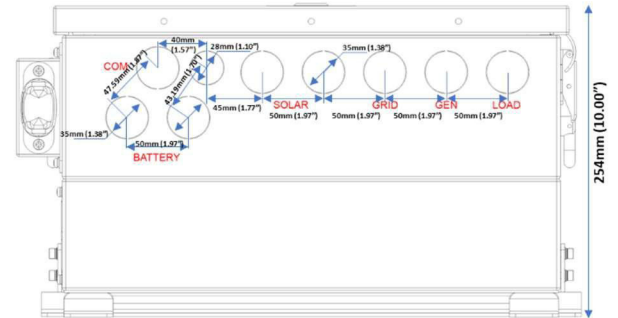 40mm
(1.57")
28mm (1.10")
35mm (1.38")
COM
47.59mm (1.87")
43.19mm (1.70")
45mm (1.77")
SOLAR
GRID
GEN
LOAD
50mm (1.97")
50mm (1.97")
50mm (1.97")
50mm (1.97")
35mm (1.38")
50mm (1.97")
BATTERY
254mm (10.00")